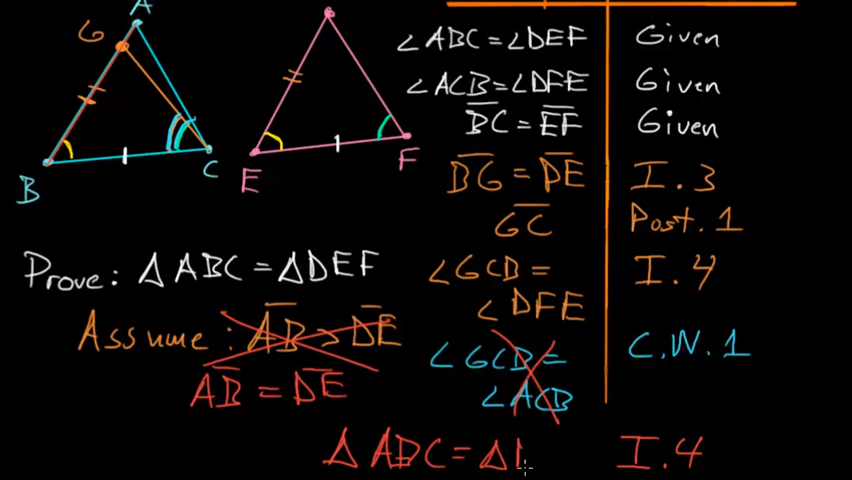 A
G
B
C
E
F
∠ABC = ∠DEF Given
∠ACB = ∠DFE Given
BC = EF Given
BG = DE I.3
GC Post. 1
∠GCB = I.4
∠DFE
∠GCB = C.N. 1
∠ACB
Prove: △ABC = △DEF
Assume: AB > DE
AB = DE
△ABC = △D I.4